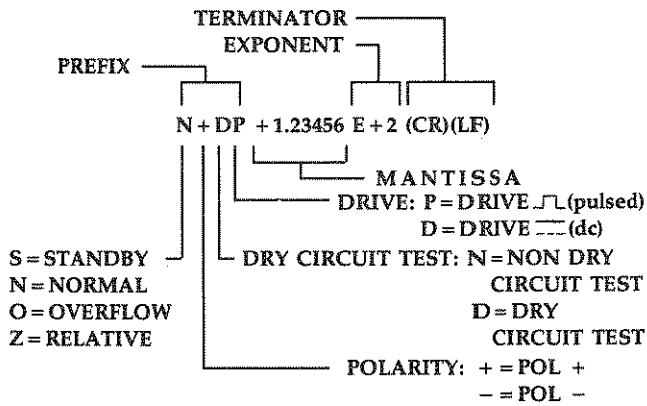 TERMINATOR
EXPONENT
PREFIX
N + DP + 1.23456 E + 2 (CR)(LF)
MANTISSA
DRIVE: P = DRIVE (pulsed)
D = DRIVE (dc)
S = STANDBY
N = NORMAL
O = OVERFLOW
Z = RELATIVE
DRY CIRCUIT TEST: N = NON DRY
CIRCUIT TEST
D = DRY
CIRCUIT TEST
POLARITY: + = POL +
− = POL −